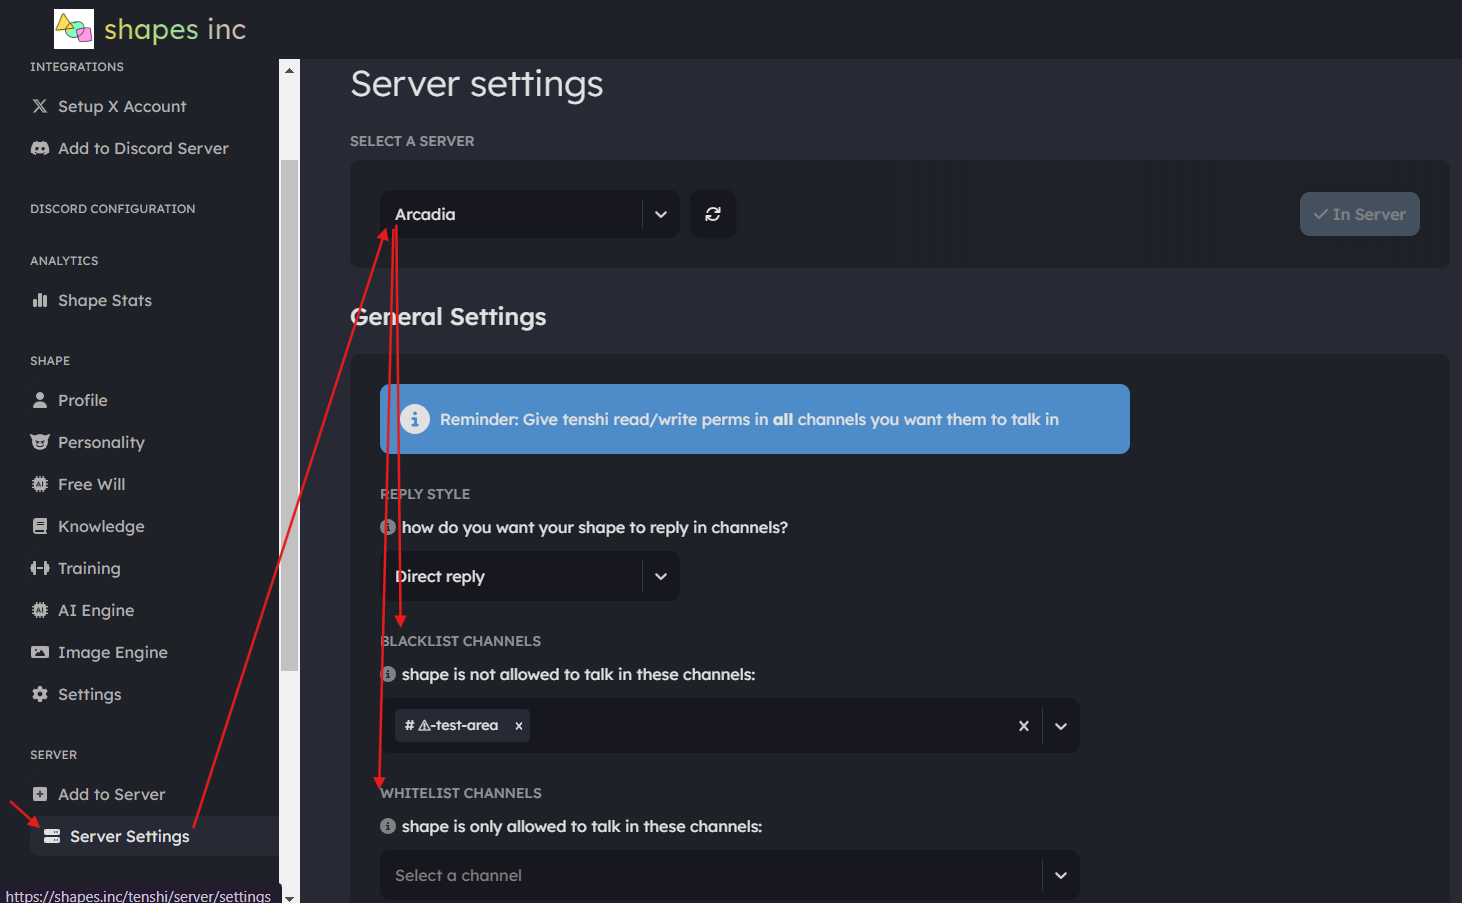 shapes inc
INTEGRATIONS
Setup X Account
Add to Discord Server
DISCORD CONFIGURATION
ANALYTICS
Shape Stats
SHAPE
Profile
Personality
Free Will
Knowledge
Training
AI Engine
Image Engine
Settings
SERVER
Add to Server
Server Settings
https://shapes.inc/tenshi/server/settings
Server settings
SELECT A SERVER
Arcadia
In Server
General Settings
Reminder: Give tenshi read/write perms in all channels you want them to talk in
REPLY STYLE
how do you want your shape to reply in channels?
Direct reply
BLACKLIST CHANNELS
shape is not allowed to talk in these channels:
# ⚠-test-area ×
WHITELIST CHANNELS
shape is only allowed to talk in these channels:
Select a channel